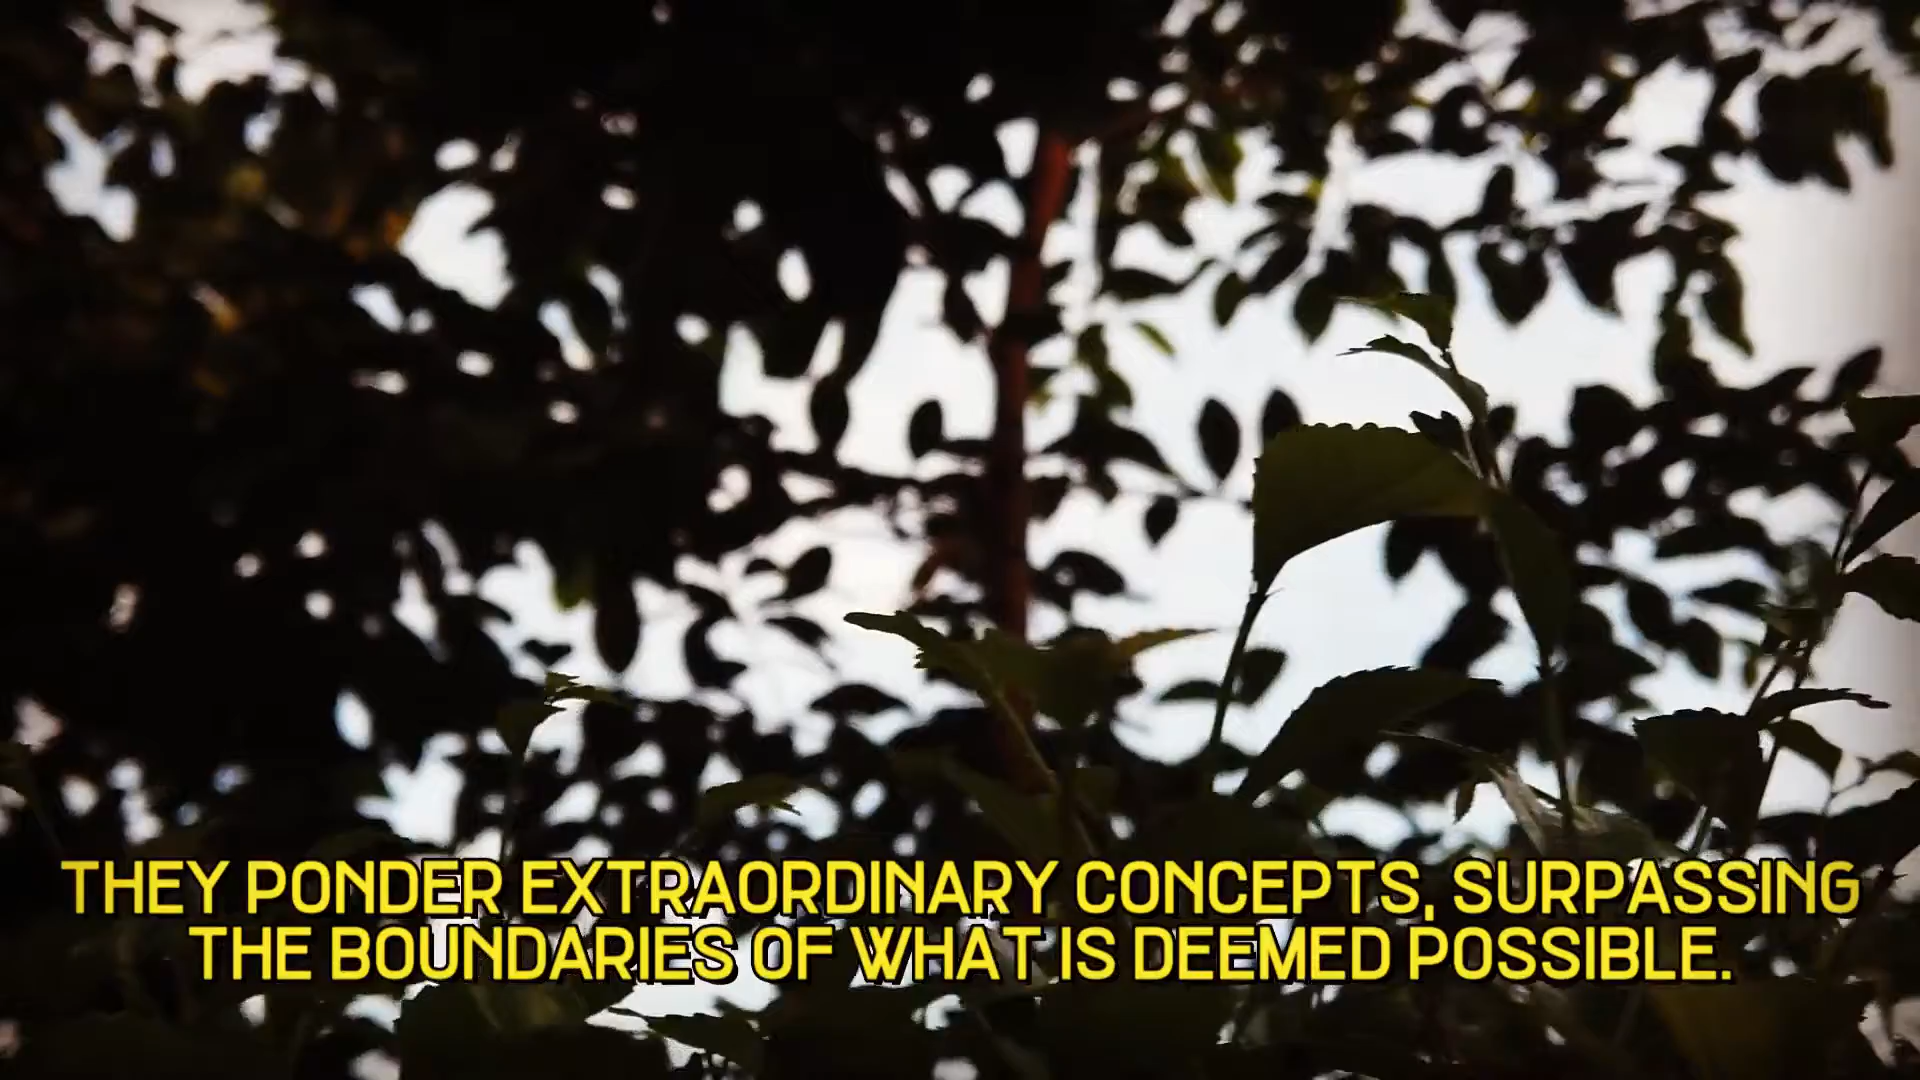 THEY PONDER EXTRAORDINARY CONCEPTS, SURPASSING
THE BOUNDARIES OF WHAT IS DEEMED POSSIBLE.